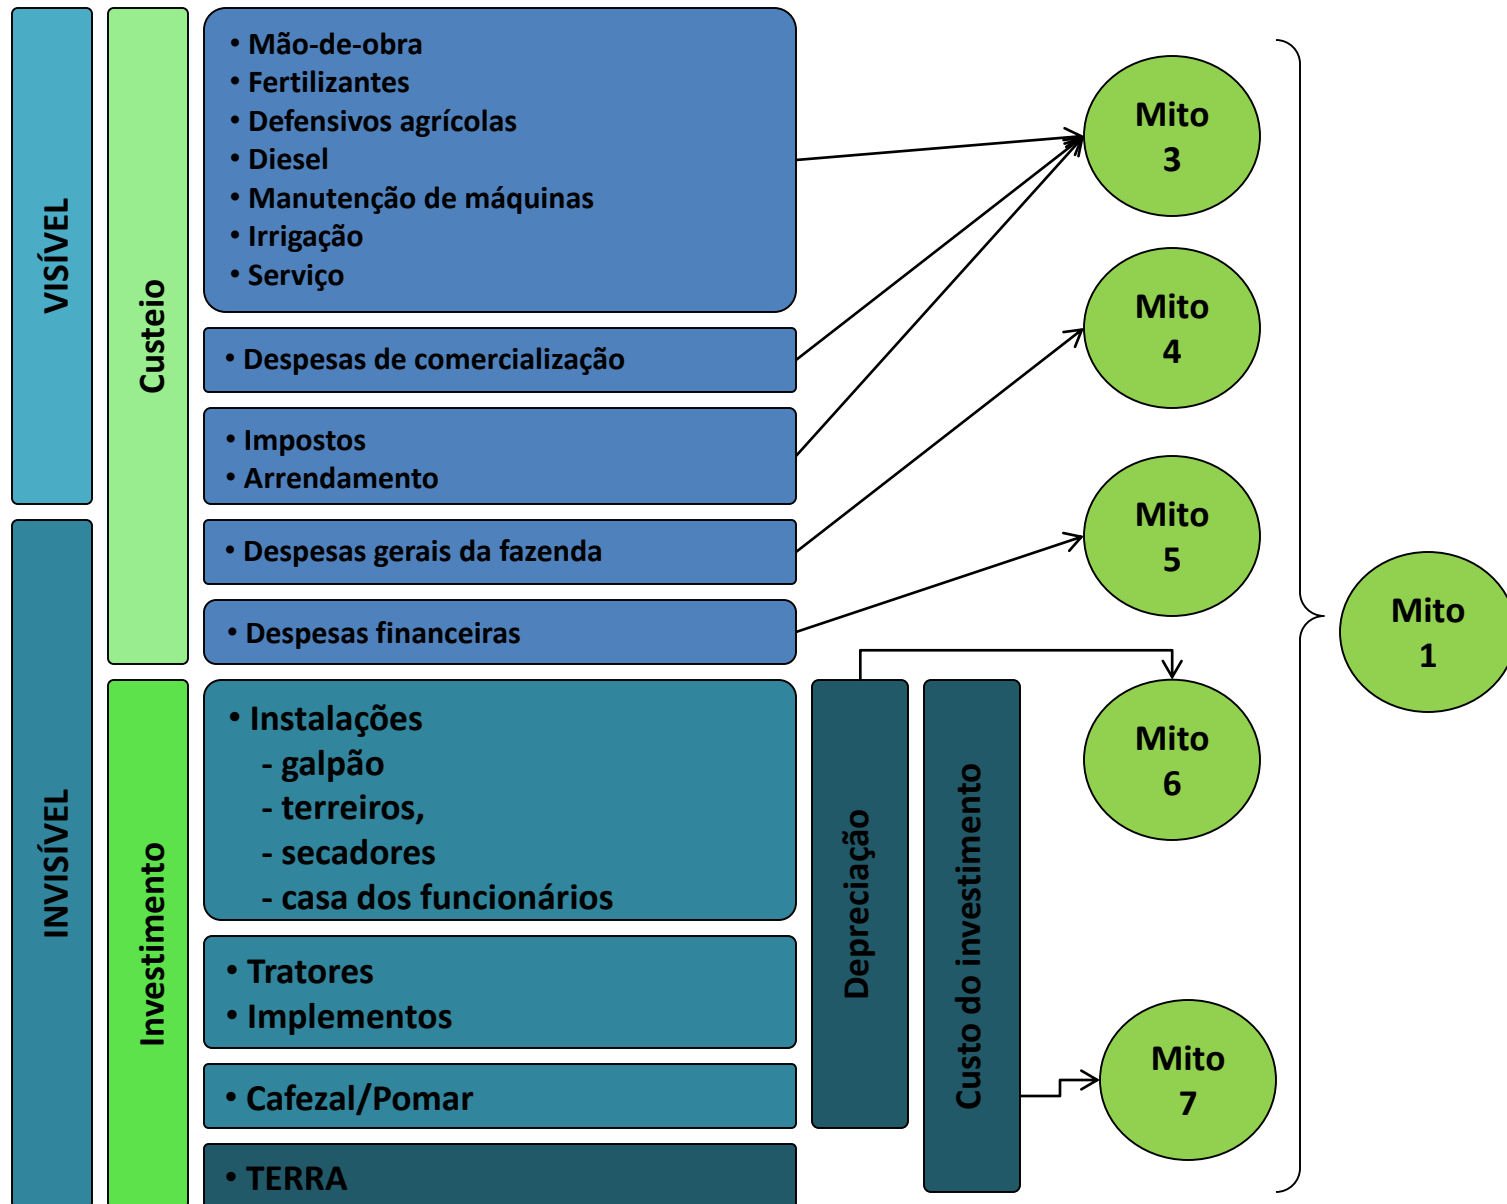 VISÍVEL
INVISÍVEL
Custeio
Investimento
• Mão-de-obra
• Fertilizantes
• Defensivos agrícolas
• Diesel
• Manutenção de máquinas
• Irrigação
• Serviço
• Despesas de comercialização
• Impostos
• Arrendamento
• Despesas gerais da fazenda
• Despesas financeiras
• Instalações
- galpão
- terreiros,
- secadores
- casa dos funcionários
• Tratores
• Implementos
• Cafezal/Pomar
• TERRA
Depreciação
Custo do investimento
Mito
3
Mito
4
Mito
5
Mito
6
Mito
7
Mito
1